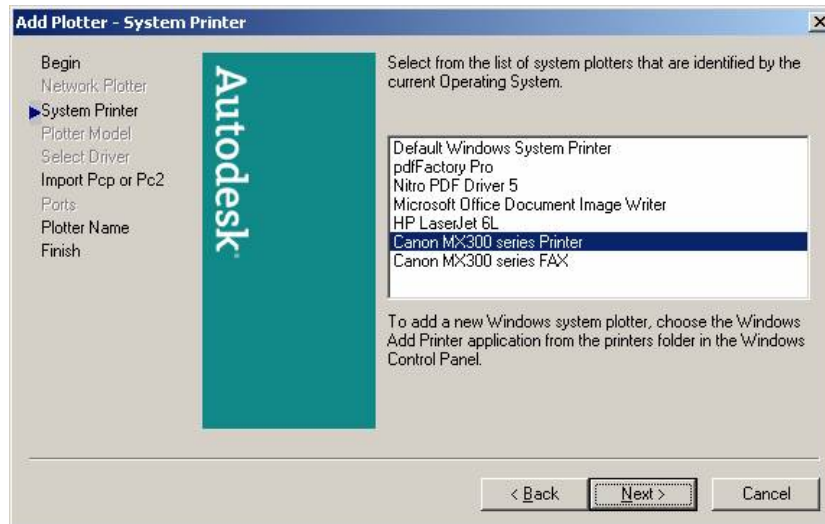 Add Plotter - System Printer
Begin
Network Plotter
System Printer
Plotter Model
Select Driver
Import Pcp or Pc2
Ports
Plotter Name
Finish
Autodesk
Select from the list of system plotters that are identified by the
current Operating System.
Default Windows System Printer
pdfFactory Pro
Nitro PDF Driver 5
Microsoft Office Document Image Writer
HP LaserJet 6L
Canon MX300 series Printer
Canon MX300 series FAX
To add a new Windows system plotter, choose the Windows
Add Printer application from the printers folder in the Windows
Control Panel.
< Back
Next >
Cancel